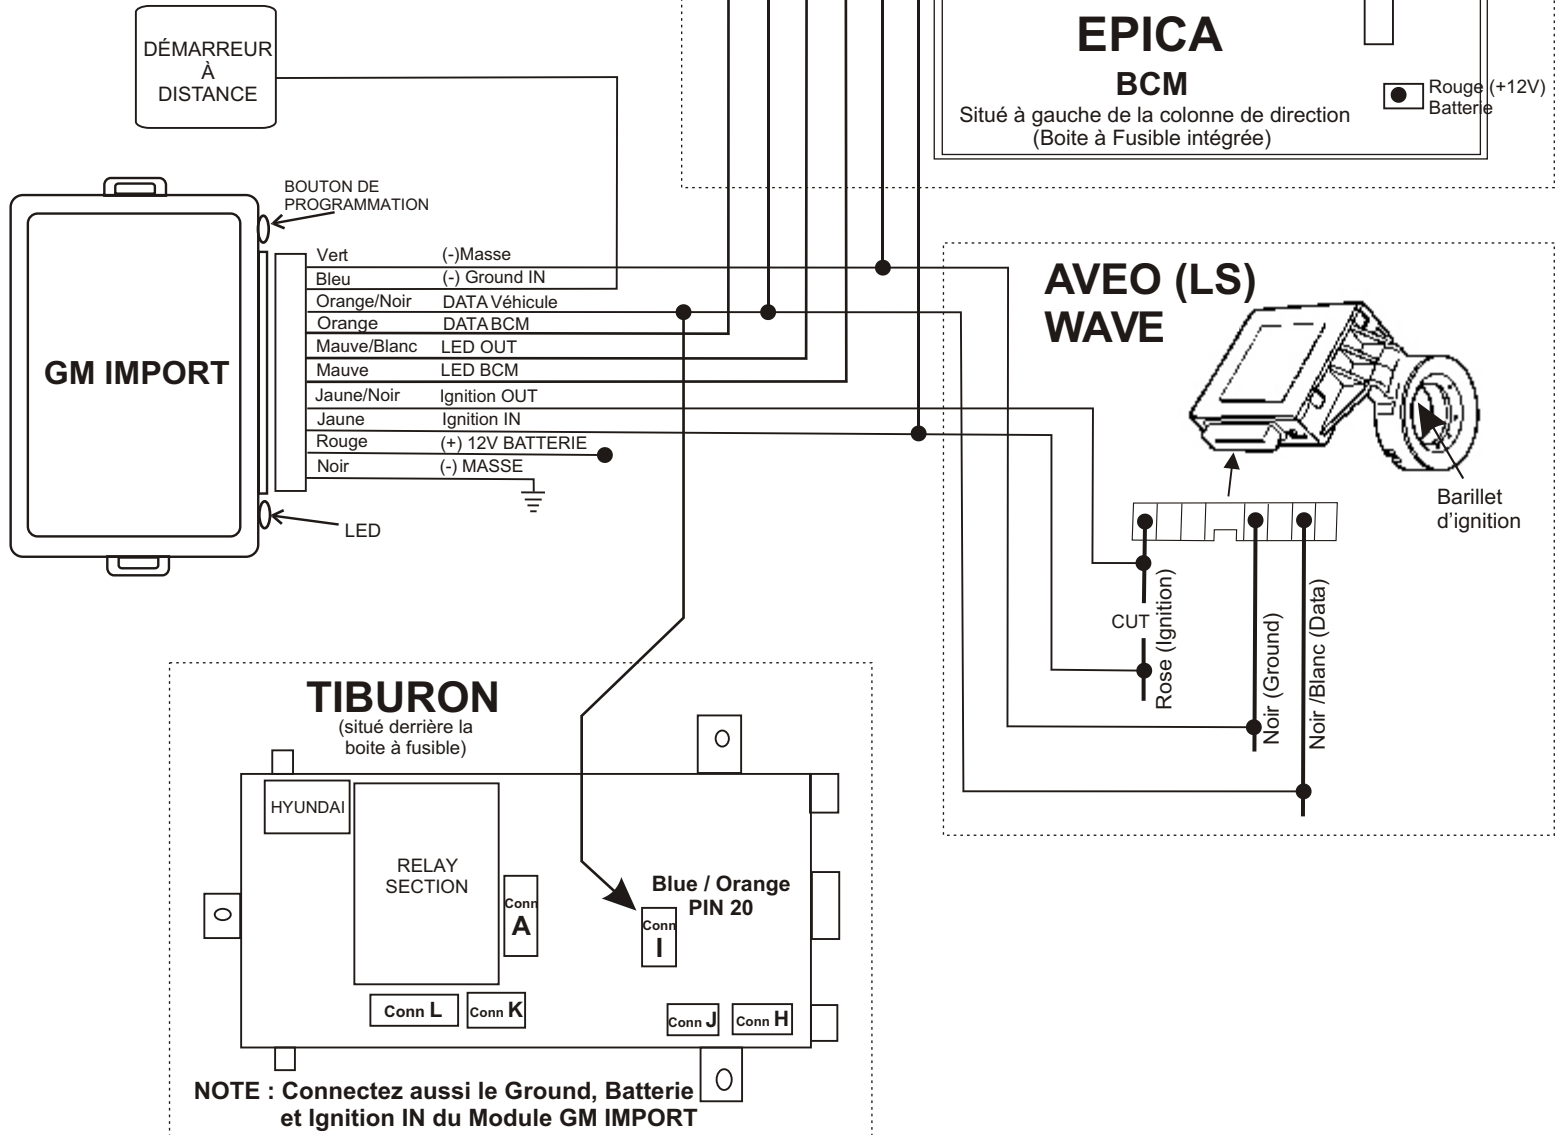 DÉMARREUR
À
DISTANCE
EPICA
BCM
Situé à gauche de la colonne de direction
(Boite à Fusible intégrée)
Rouge (+12V)
Batterie
BOUTON DE
PROGRAMMATION
GM IMPORT
Vert (-)Masse
Bleu (-) Ground IN
Orange/Noir DATA Véhicule
Orange DATA BCM
Mauve/Blanc LED OUT
Mauve LED BCM
Jaune/Noir Ignition OUT
Jaune Ignition IN
Rouge (+) 12V BATTERIE
Noir (-) MASSE
LED
AVEO (LS)
WAVE
Barillet
d'ignition
CUT
Rose (Ignition)
Noir (Ground)
Noir /Blanc (Data)
TIBURON
(situé derrière la
boite à fusible)
HYUNDAI
RELAY
SECTION
Conn
A
Blue / Orange
PIN 20
Conn
I
Conn L
Conn K
Conn J
Conn H
NOTE : Connectez aussi le Ground, Batterie
et Ignition IN du Module GM IMPORT